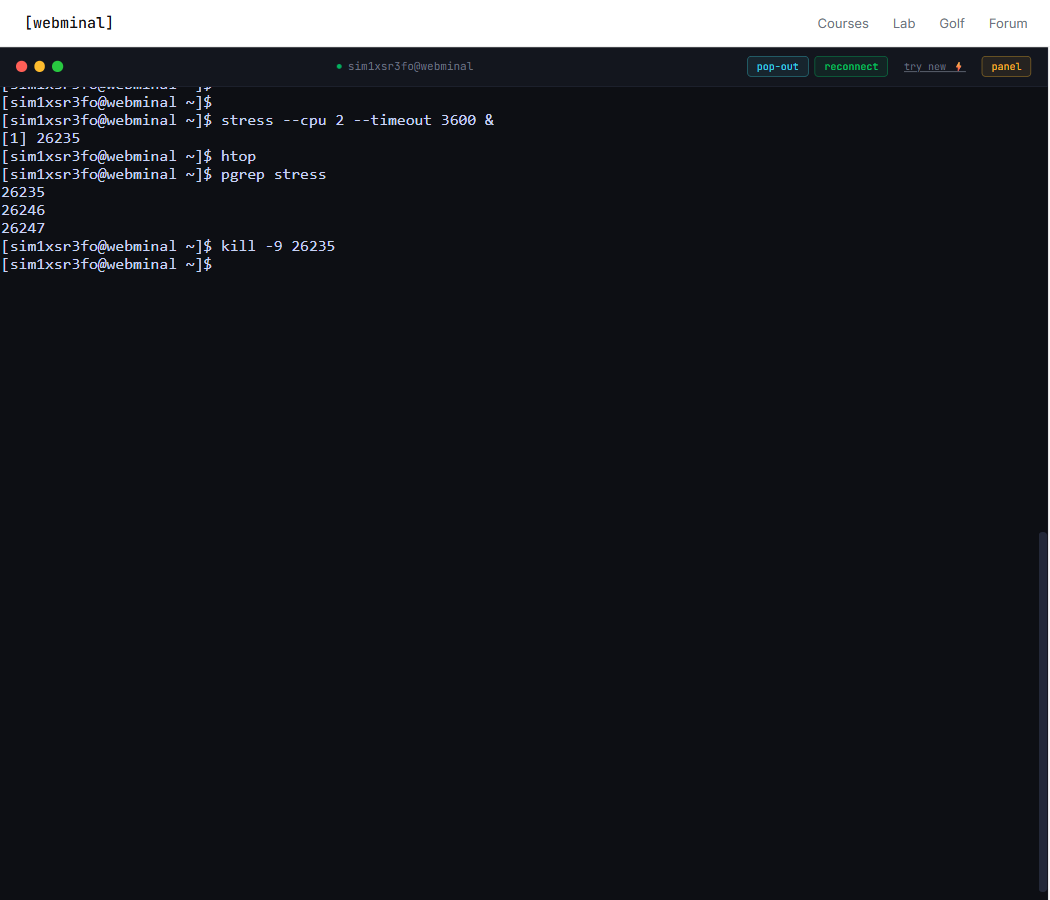 [webminal]
Courses Lab Golf Forum
sim1xsr3fo@webminal
pop-out reconnect try new panel
[sim1xsr3fo@webminal ~]$
[sim1xsr3fo@webminal ~]$
[sim1xsr3fo@webminal ~]$ stress --cpu 2 --timeout 3600 &
[1] 26235
[sim1xsr3fo@webminal ~]$ htop
[sim1xsr3fo@webminal ~]$ pgrep stress
26235
26246
26247
[sim1xsr3fo@webminal ~]$ kill -9 26235
[sim1xsr3fo@webminal ~]$